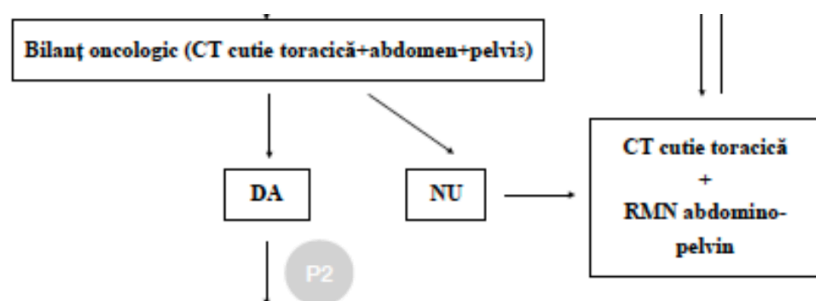 Bilanț oncologic (CT cutie toracică+abdomen+pelvis)
DA
NU
CT cutie toracică
+
RMN abdomino-
pelvin
P2